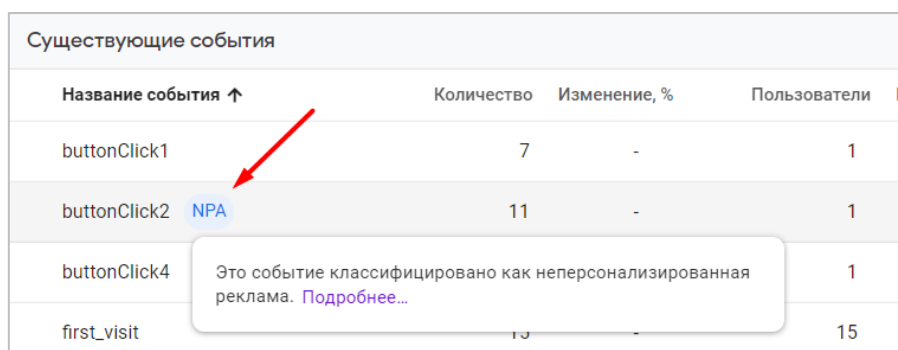 Существующие события
Название события ↑ Количество Изменение, % Пользователи
buttonClick1 7 - 1
buttonClick2 NPA 11 - 1
buttonClick4 1
Это событие классифицировано как неперсонализированная
реклама. Подробнее...
first_visit 15 - 15